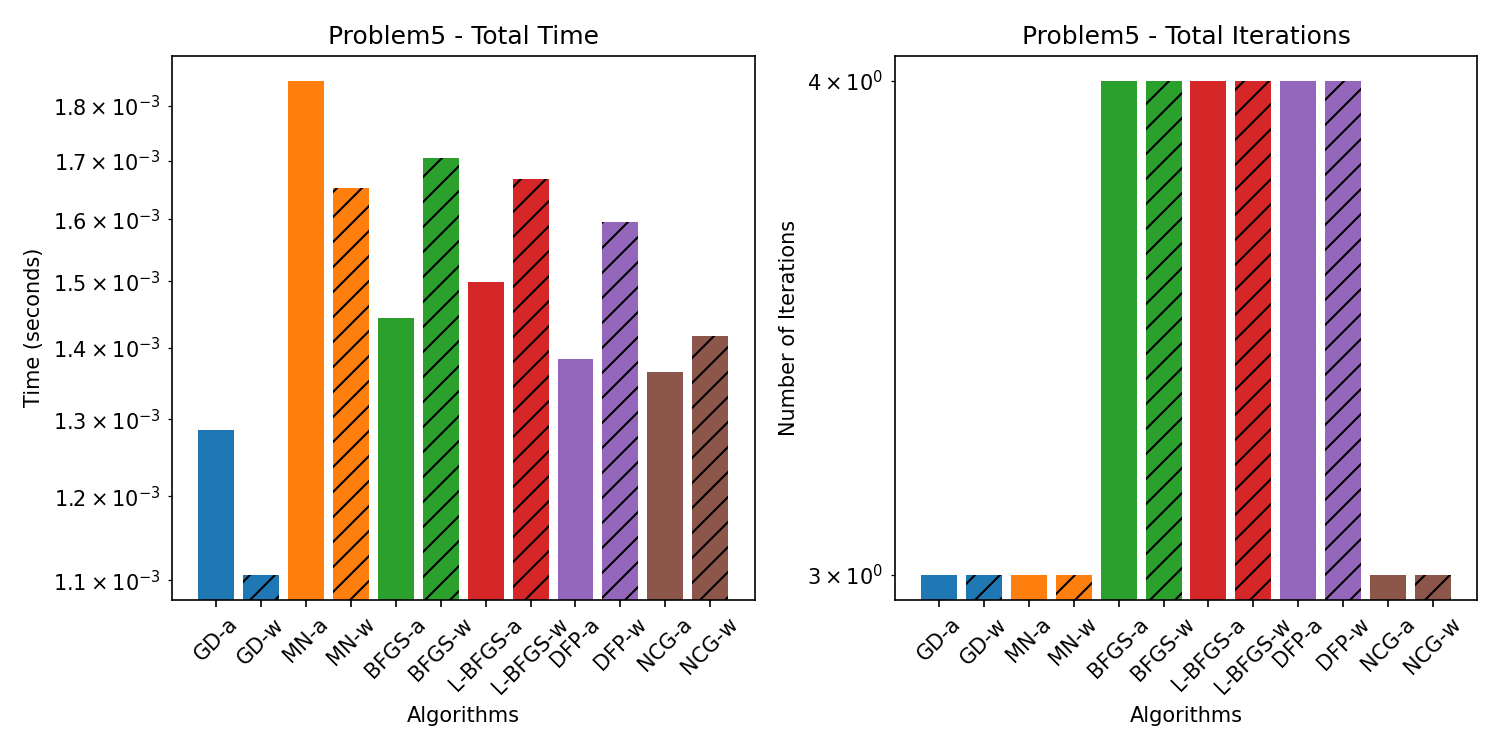 Problem5 - Total Time
Time (seconds)
1.8 × 10⁻³
1.7 × 10⁻³
1.6 × 10⁻³
1.5 × 10⁻³
1.4 × 10⁻³
1.3 × 10⁻³
1.2 × 10⁻³
1.1 × 10⁻³
GD-a
GD-w
MN-a
MN-w
BFGS-a
BFGS-w
L-BFGS-a
L-BFGS-w
DFP-a
DFP-w
NCG-a
NCG-w
Algorithms
Problem5 - Total Iterations
Number of Iterations
4 × 10⁰
3 × 10⁰
GD-a
GD-w
MN-a
MN-w
BFGS-a
BFGS-w
L-BFGS-a
L-BFGS-w
DFP-a
DFP-w
NCG-a
NCG-w
Algorithms